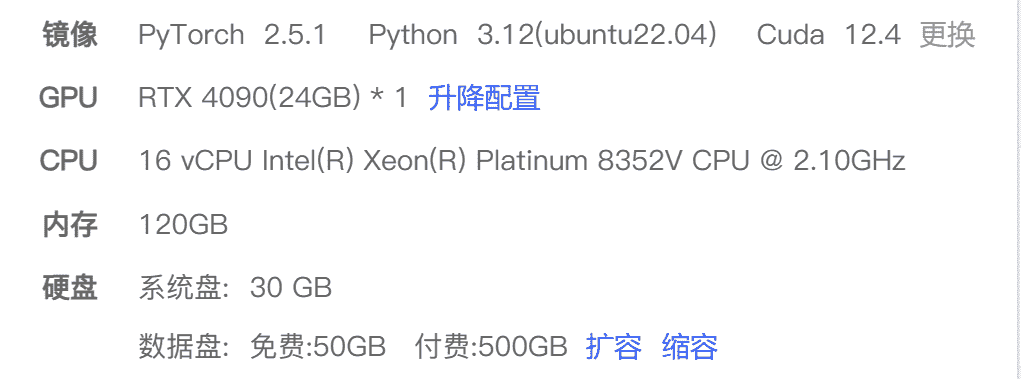 镜像 PyTorch 2.5.1 Python 3.12(ubuntu22.04) Cuda 12.4 更换
GPU RTX 4090(24GB) * 1 升降配置
CPU 16 vCPU Intel(R) Xeon(R) Platinum 8352V CPU @ 2.10GHz
内存 120GB
硬盘 系统盘: 30 GB
数据盘: 免费:50GB 付费:500GB 扩容 缩容